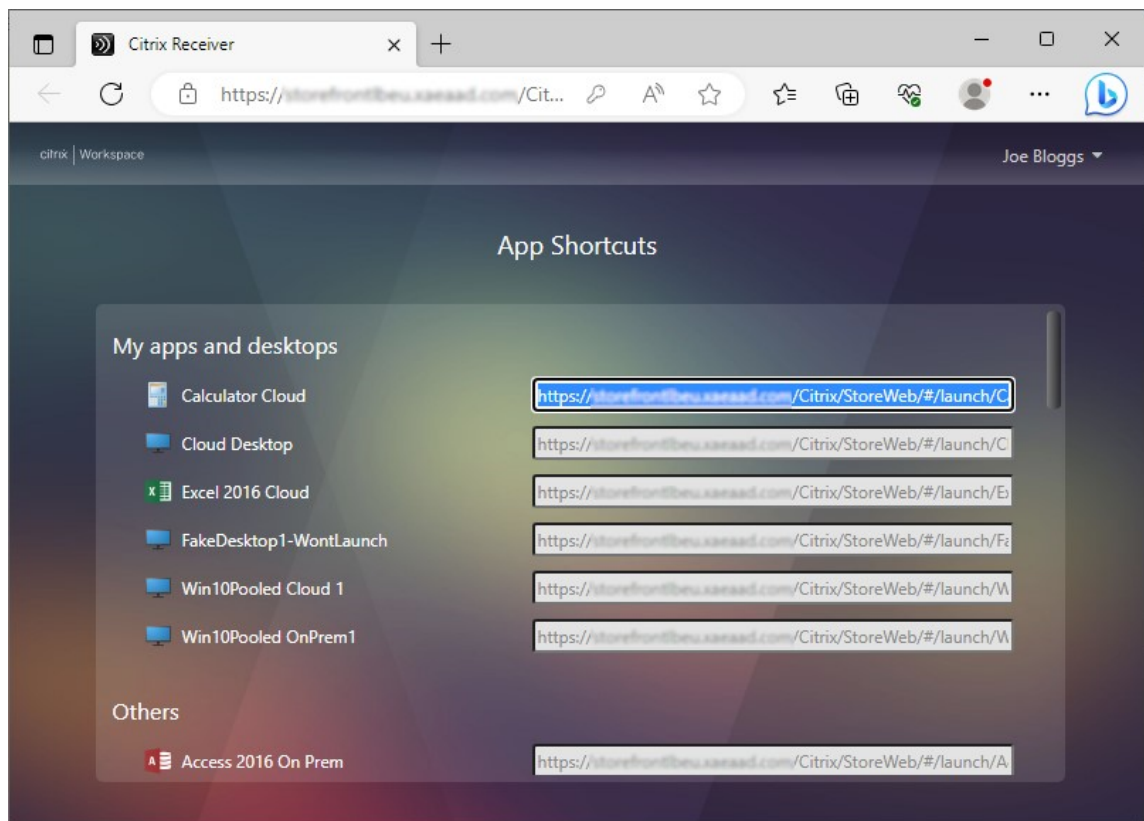 Citrix Receiver
https:// /Cit...
citrix | Workspace
Joe Bloggs
App Shortcuts
My apps and desktops
Calculator Cloud
https:// /Citrix/StoreWeb/#/launch/C
Cloud Desktop
https:// /Citrix/StoreWeb/#/launch/C
Excel 2016 Cloud
https:// /Citrix/StoreWeb/#/launch/Ex
FakeDesktop1-WontLaunch
https:// /Citrix/StoreWeb/#/launch/Fa
Win10Pooled Cloud 1
https:// /Citrix/StoreWeb/#/launch/W
Win10Pooled OnPrem1
https:// /Citrix/StoreWeb/#/launch/W
Others
Access 2016 On Prem
https:// /Citrix/StoreWeb/#/launch/A